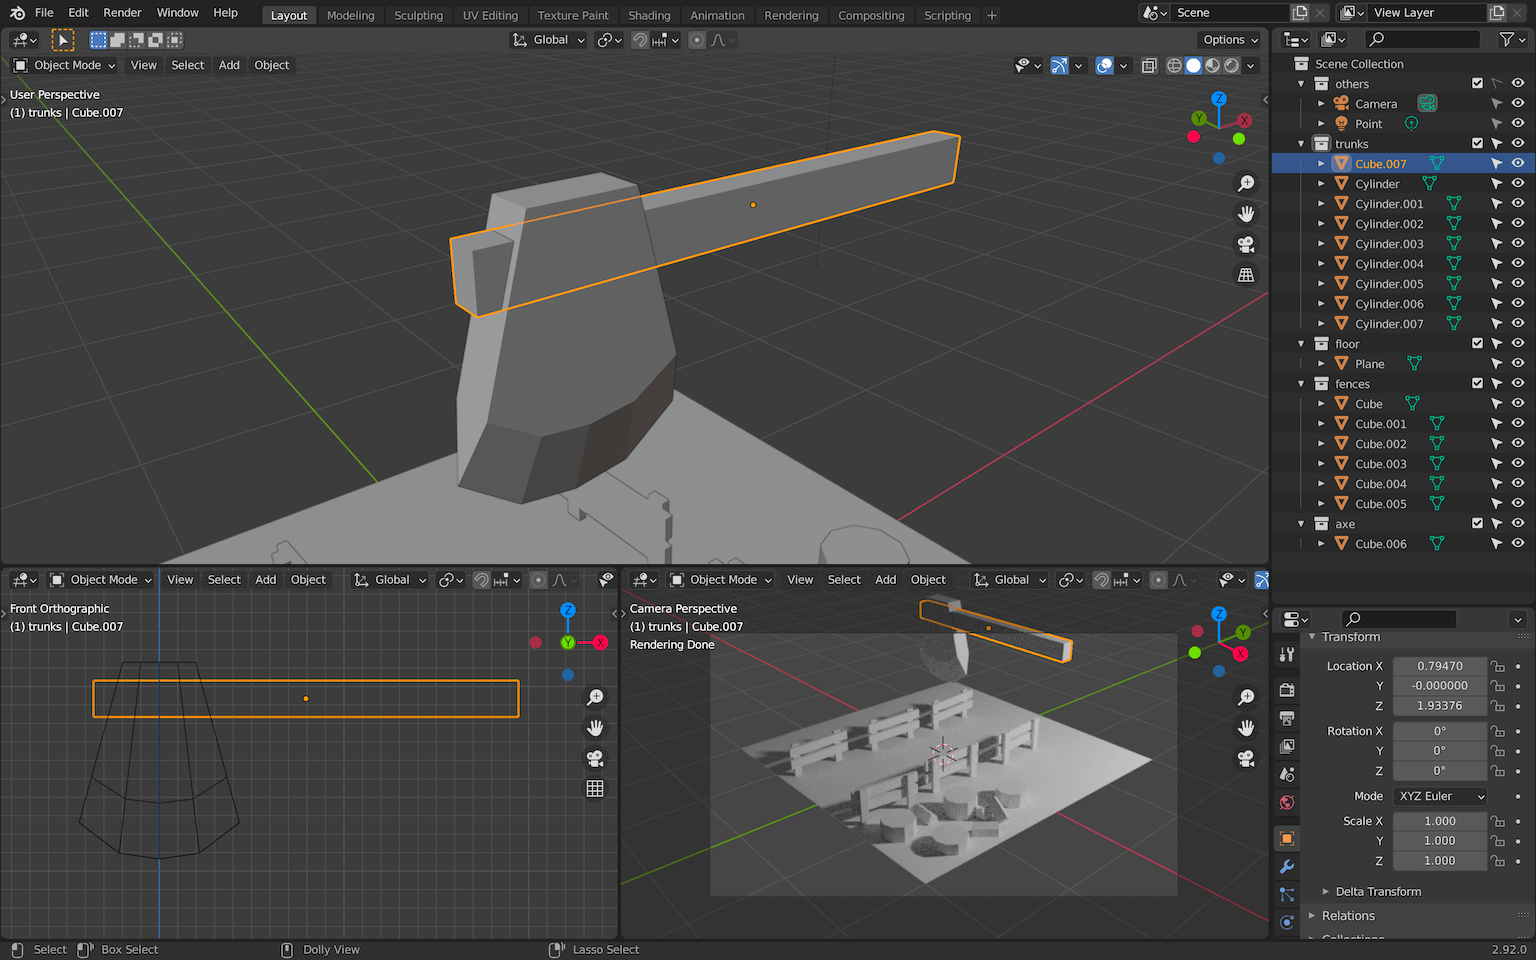 File Edit Render Window Help Layout Modeling Sculpting UV Editing Texture Paint Shading Animation Rendering Compositing Scripting + Scene View Layer
Global Options
Object Mode View Select Add Object
User Perspective
(1) trunks | Cube.007
Z
Y X
Scene Collection
others
Camera
Point
trunks
Cube.007
Cylinder
Cylinder.001
Cylinder.002
Cylinder.003
Cylinder.004
Cylinder.005
Cylinder.006
Cylinder.007
floor
Plane
fences
Cube
Cube.001
Cube.002
Cube.003
Cube.004
Cube.005
axe
Cube.006
Object Mode View Select Add Object Global
Front Orthographic
(1) trunks | Cube.007
Z
Y X
Object Mode View Select Add Object Global
Camera Perspective
(1) trunks | Cube.007
Rendering Done
Z
Y
X
Transform
Location X 0.79470
Y -0.000000
Z 1.93376
Rotation X 0°
Y 0°
Z 0°
Mode XYZ Euler
Scale X 1.000
Y 1.000
Z 1.000
Delta Transform
Relations
Collections
Select Box Select Dolly View Lasso Select 2.92.0